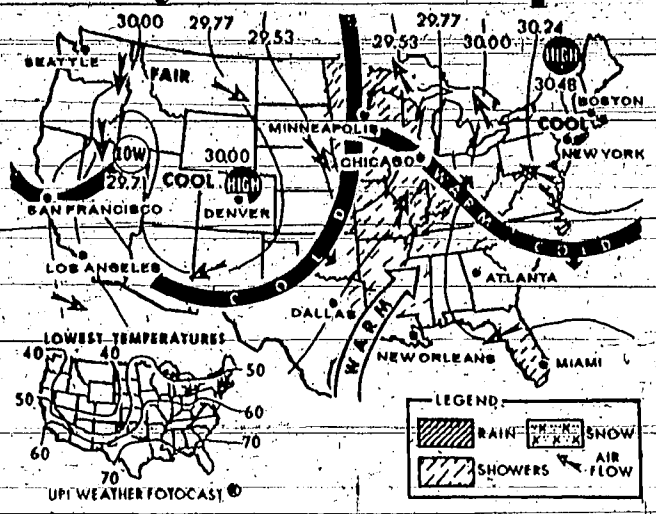 30.00 29.77 29.53 29.53 29.77 30.00 30.24
SEATTLE
FAIR
HIGH
30.48
BOSTON
COOL
NEW YORK
MINNEAPOLIS
CHICAGO
LOW
29.71
30.00
COOL
HIGH
DENVER
SAN FRANCISCO
WARM
COLD
COLD
LOS ANGELES
ATLANTA
DALLAS
WARM
NEW ORLEANS
MIAMI
LOWEST TEMPERATURES
40 40
50
50
60
60
70
70
LEGEND
RAIN
SNOW
SHOWERS
AIR FLOW
UPI WEATHER FOTOCAST ®